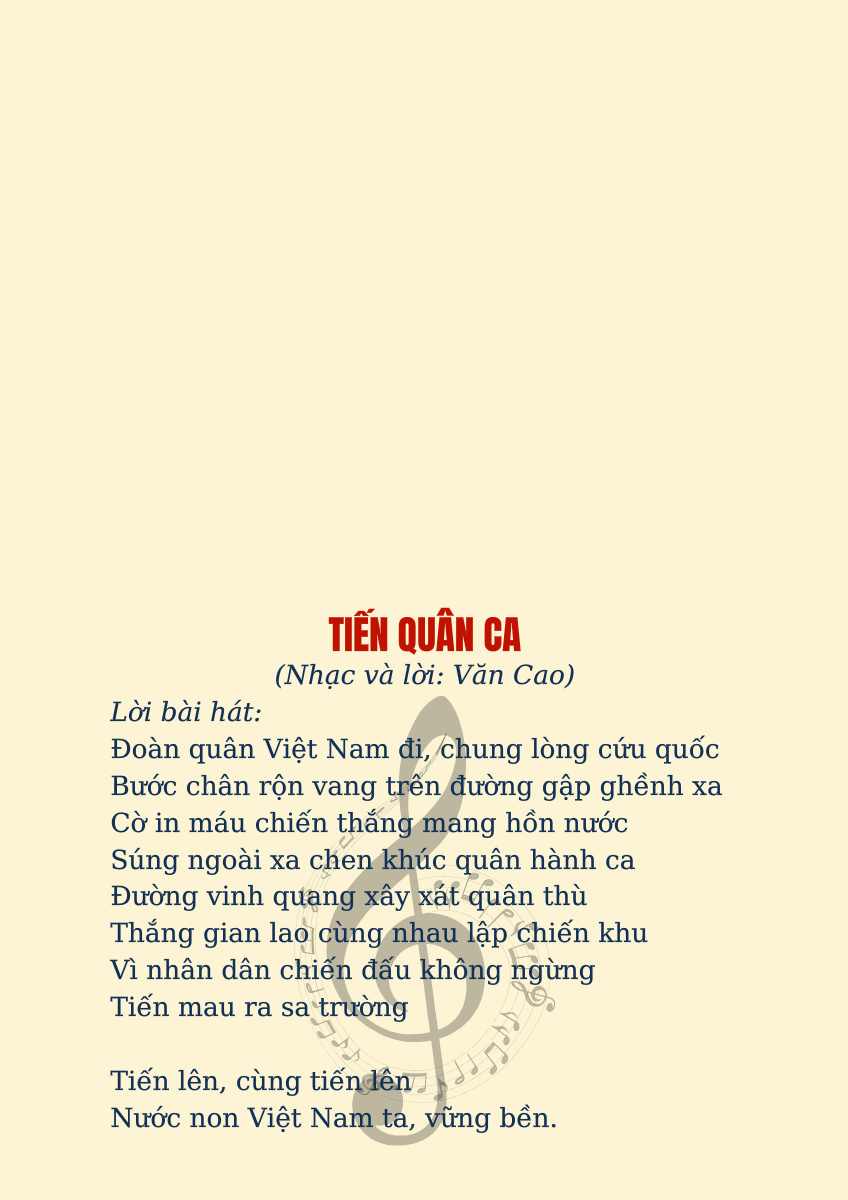 TIẾN QUÂN CA
(Nhạc và lời: Văn Cao)
Lời bài hát:
Đoàn quân Việt Nam đi, chung lòng cứu quốc
Bước chân rộn vang trên đường gập ghềnh xa
Cờ in máu chiến thắng mang hồn nước
Súng ngoài xa chen khúc quân hành ca
Đường vinh quang xây xát quân thù
Thắng gian lao cùng nhau lập chiến khu
Vì nhân dân chiến đấu không ngừng
Tiến mau ra sa trường
Tiến lên, cùng tiến lên
Nước non Việt Nam ta, vững bền.